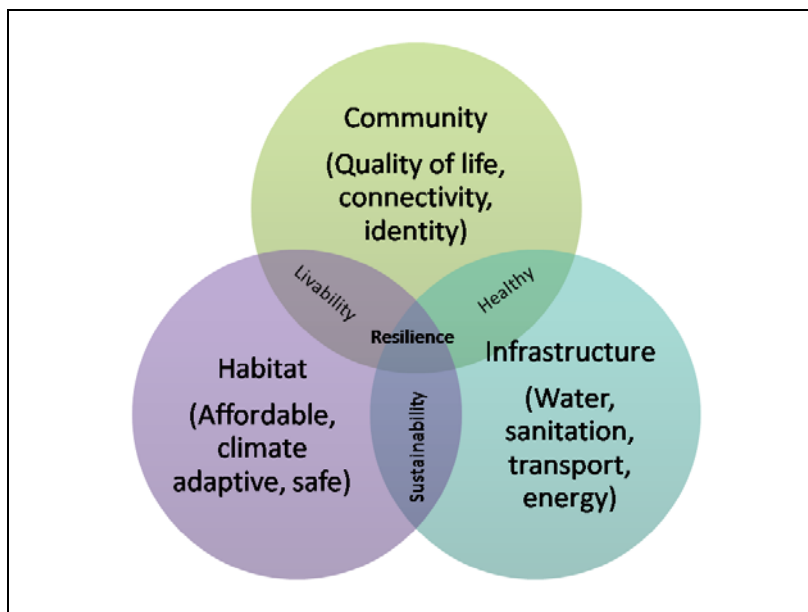 Community
(Quality of life,
connectivity,
identity)
Livability
Healthy
Resilience
Habitat
(Affordable,
climate
adaptive, safe)
Sustainability
Infrastructure
(Water,
sanitation,
transport,
energy)